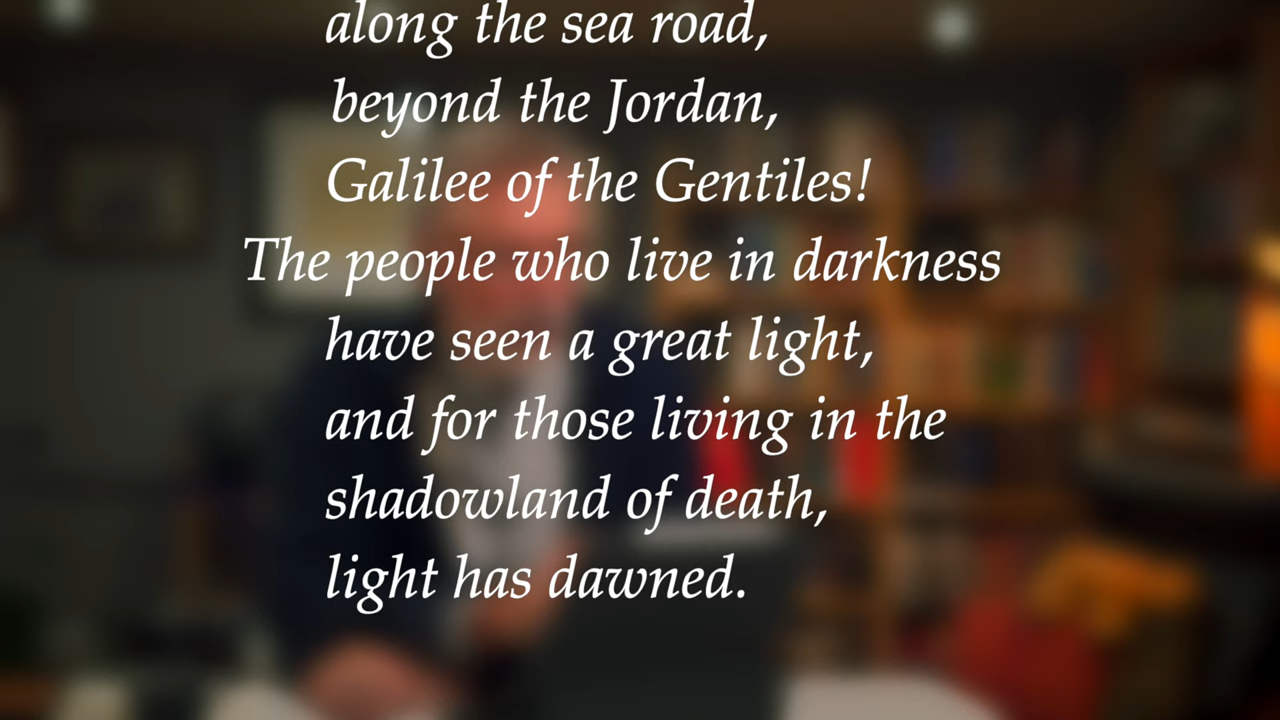 along the sea road,
beyond the Jordan,
Galilee of the Gentiles!
The people who live in darkness
have seen a great light,
and for those living in the
shadowland of death,
light has dawned.